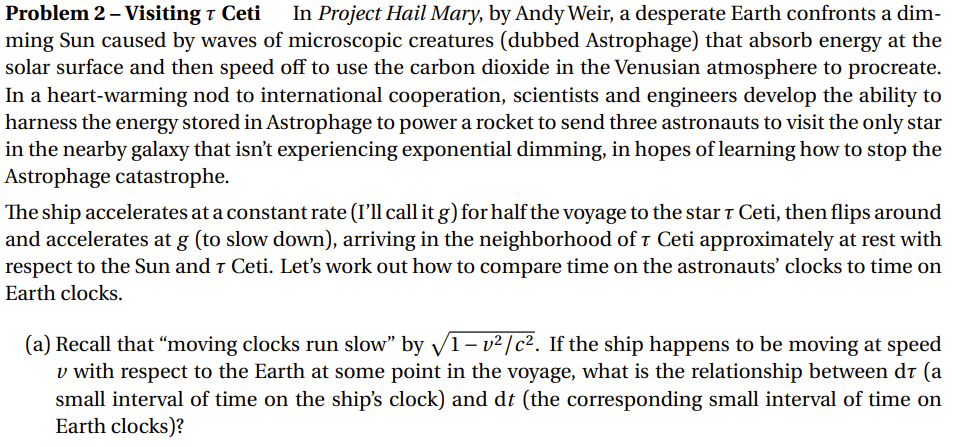 Problem 2 – Visiting τ Ceti In Project Hail Mary, by Andy Weir, a desperate Earth confronts a dim-
ming Sun caused by waves of microscopic creatures (dubbed Astrophage) that absorb energy at the
solar surface and then speed off to use the carbon dioxide in the Venusian atmosphere to procreate.
In a heart-warming nod to international cooperation, scientists and engineers develop the ability to
harness the energy stored in Astrophage to power a rocket to send three astronauts to visit the only star
in the nearby galaxy that isn't experiencing exponential dimming, in hopes of learning how to stop the
Astrophage catastrophe.
The ship accelerates at a constant rate (I'll call it g) for half the voyage to the star τ Ceti, then flips around
and accelerates at g (to slow down), arriving in the neighborhood of τ Ceti approximately at rest with
respect to the Sun and τ Ceti. Let's work out how to compare time on the astronauts' clocks to time on
Earth clocks.
(a) Recall that "moving clocks run slow" by √(1 − v²/c²). If the ship happens to be moving at speed
v with respect to the Earth at some point in the voyage, what is the relationship between dτ (a
small interval of time on the ship's clock) and dt (the corresponding small interval of time on
Earth clocks)?